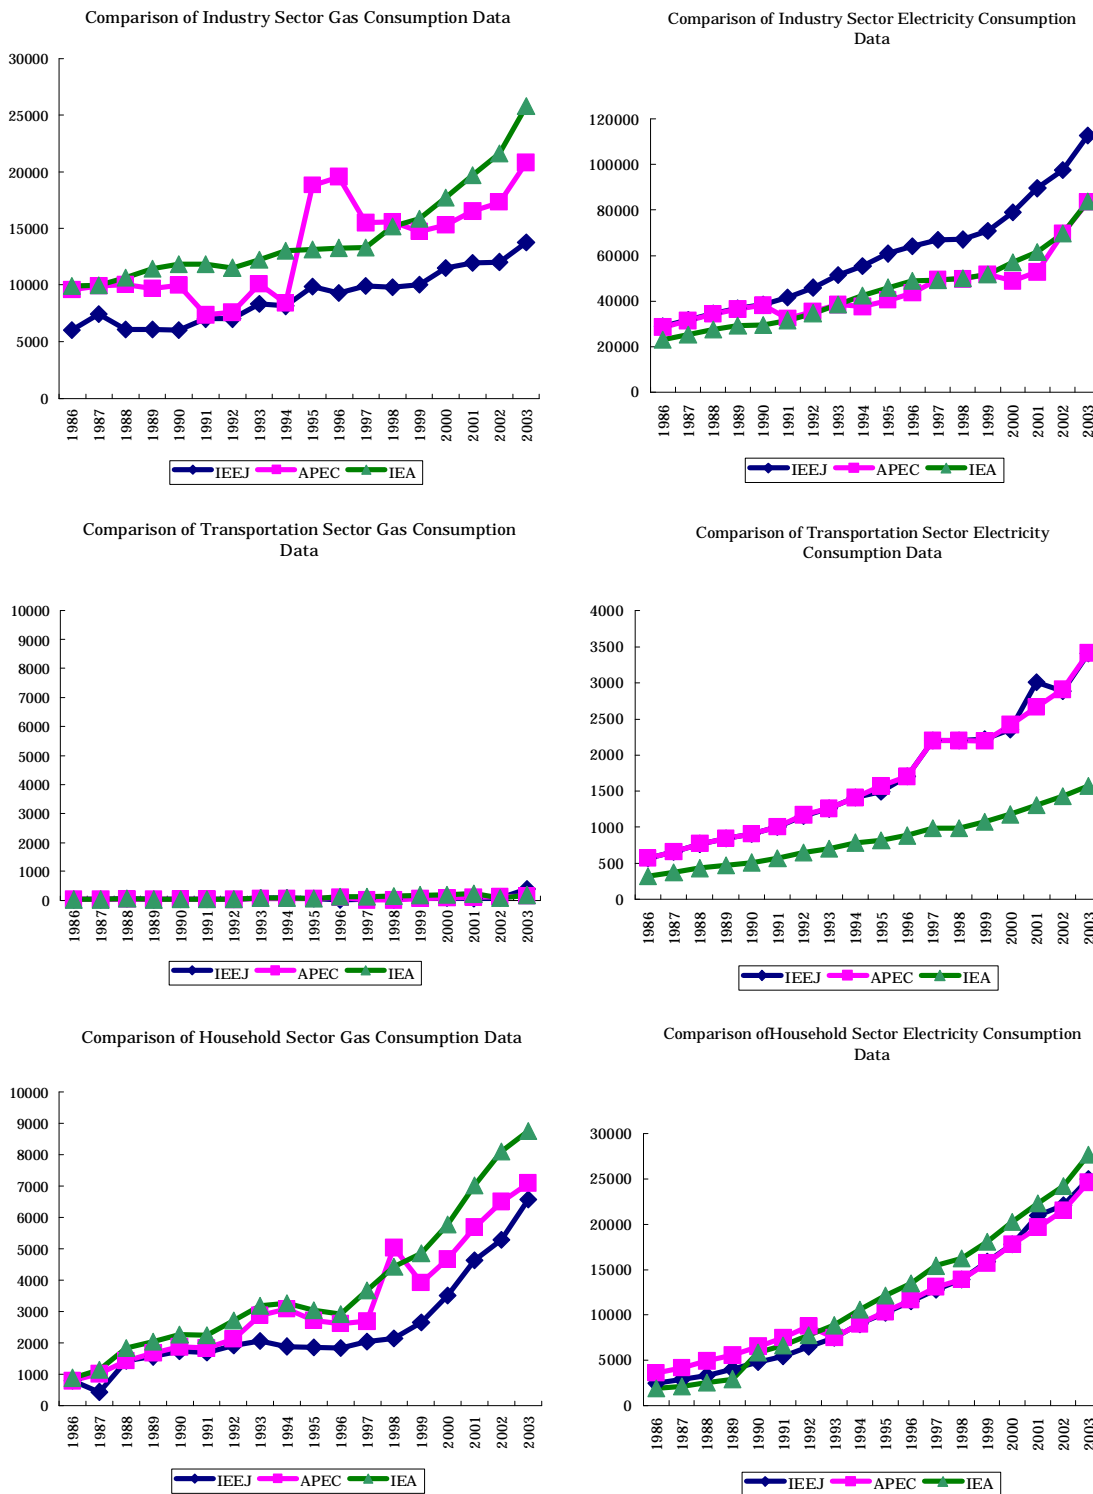 Comparison of Industry Sector Gas Consumption Data
30000
25000
20000
15000
10000
5000
0
1986 1987 1988 1989 1990 1991 1992 1993 1994 1995 1996 1997 1998 1999 2000 2001 2002 2003
IEEJ APEC IEA
Comparison of Industry Sector Electricity Consumption
Data
120000
100000
80000
60000
40000
20000
0
1986 1987 1988 1989 1990 1991 1992 1993 1994 1995 1996 1997 1998 1999 2000 2001 2002 2003
IEEJ APEC IEA
Comparison of Transportation Sector Gas Consumption
Data
10000
9000
8000
7000
6000
5000
4000
3000
2000
1000
0
1986 1987 1988 1989 1990 1991 1992 1993 1994 1995 1996 1997 1998 1999 2000 2001 2002 2003
IEEJ APEC IEA
Comparison of Transportation Sector Electricity
Consumption Data
4000
3500
3000
2500
2000
1500
1000
500
0
1986 1987 1988 1989 1990 1991 1992 1993 1994 1995 1996 1997 1998 1999 2000 2001 2002 2003
IEEJ APEC IEA
Comparison of Household Sector Gas Consumption Data
10000
9000
8000
7000
6000
5000
4000
3000
2000
1000
0
1986 1987 1988 1989 1990 1991 1992 1993 1994 1995 1996 1997 1998 1999 2000 2001 2002 2003
IEEJ APEC IEA
Comparison ofHousehold Sector Electricity Consumption
Data
30000
25000
20000
15000
10000
5000
0
1986 1987 1988 1989 1990 1991 1992 1993 1994 1995 1996 1997 1998 1999 2000 2001 2002 2003
IEEJ APEC IEA